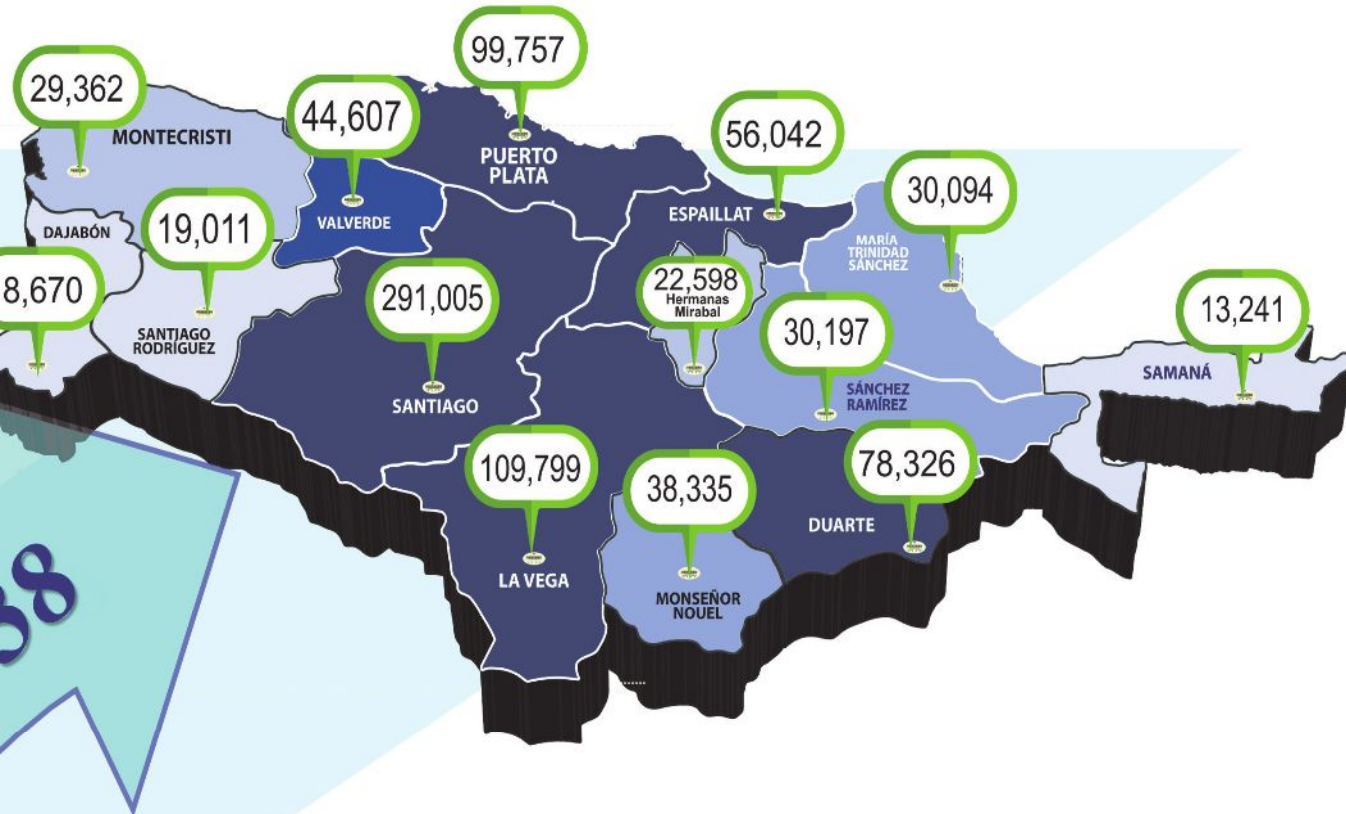 99,757
29,362
44,607
56,042
MONTECRISTI
PUERTO
PLATA
30,094
ESPAILLAT
VALVERDE
19,011
DAJABÓN
MARÍA
TRINIDAD
SÁNCHEZ
8,670
22,598
Hermanas
Mirabal
291,005
30,197
13,241
SANTIAGO
RODRÍGUEZ
SAMANÁ
SÁNCHEZ
RAMÍREZ
SANTIAGO
109,799
78,326
38,335
DUARTE
LA VEGA
MONSEÑOR
NOUEL
38